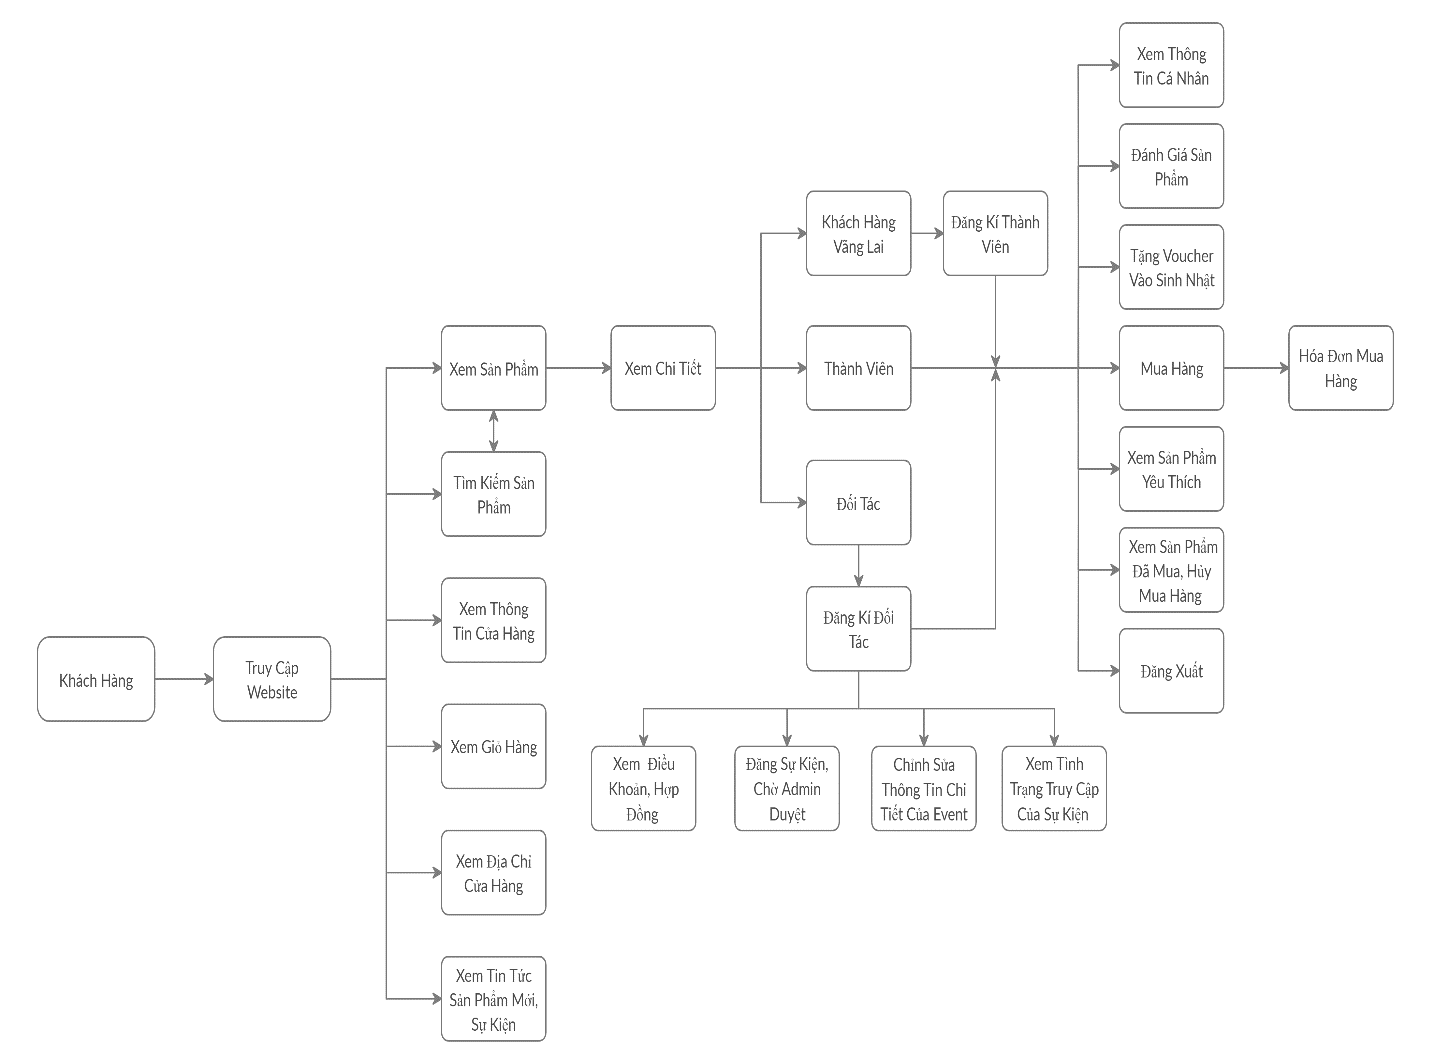 Khách Hàng
Truy Cập
Website
Xem Sản Phẩm
Tìm Kiếm Sản
Phẩm
Xem Thông
Tin Cửa Hàng
Xem Giỏ Hàng
Xem Địa Chỉ
Cửa Hàng
Xem Tin Tức
Sản Phẩm Mới,
Sự Kiện
Xem Chi Tiết
Khách Hàng
Vãng Lai
Đăng Kí Thành
Viên
Thành Viên
Đối Tác
Đăng Kí Đối
Tác
Xem Điều
Khoản, Hợp
Đồng
Đăng Sự Kiện,
Chờ Admin
Duyệt
Chỉnh Sửa
Thông Tin Chi
Tiết Của Event
Xem Tình
Trạng Truy Cập
Của Sự Kiện
Xem Thông
Tin Cá Nhân
Đánh Giá Sản
Phẩm
Tặng Voucher
Vào Sinh Nhật
Mua Hàng
Xem Sản Phẩm
Yêu Thích
Xem Sản Phẩm
Đã Mua, Hủy
Mua Hàng
Đăng Xuất
Hóa Đơn Mua
Hàng